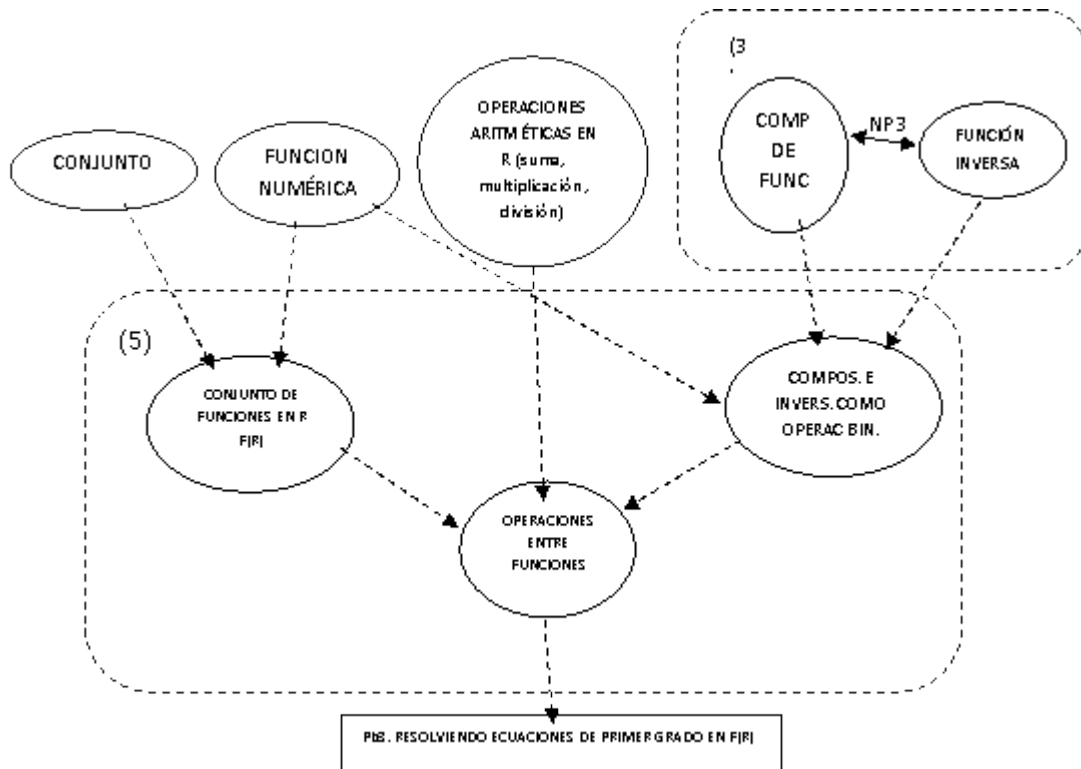 (3
.
CONJUNTO
FUNCION
NUMÉRICA
OPERACIONES
ARITMÉTICAS EN
R (suma,
multiplicación,
división)
COMP
DE
FUNC
NP3
FUNCIÓN
INVERSA
(5)
CONJUNTO DE
FUNCIONES EN R
F(R)
COMPOS. E
INVERS. COMO
OPERAC BIN.
OPERACIONES
ENTRE
FUNCIONES
Pb8. RESOLVIENDO ECUACIONES DE PRIMER GRADO EN F(R)